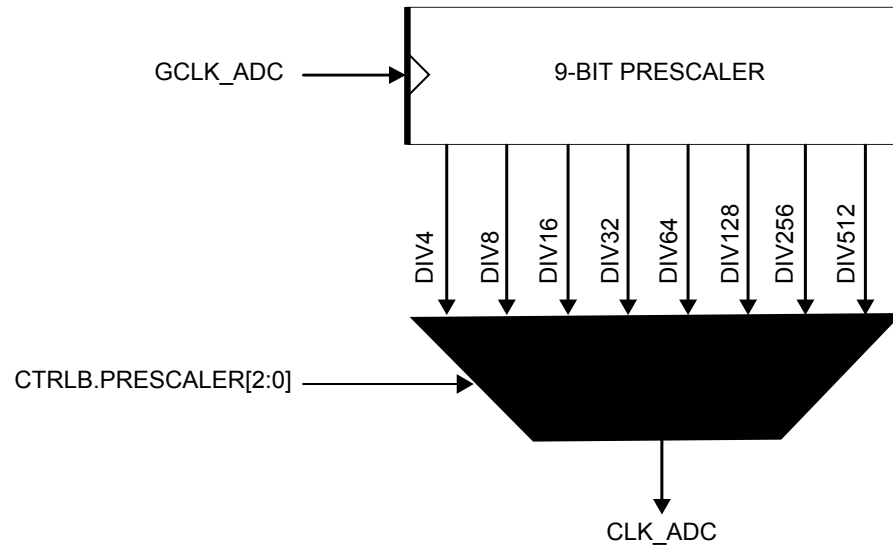 GCLK_ADC
9-BIT PRESCALER
DIV4
DIV8
DIV16
DIV32
DIV64
DIV128
DIV256
DIV512
CTRLB.PRESCALER[2:0]
CLK_ADC